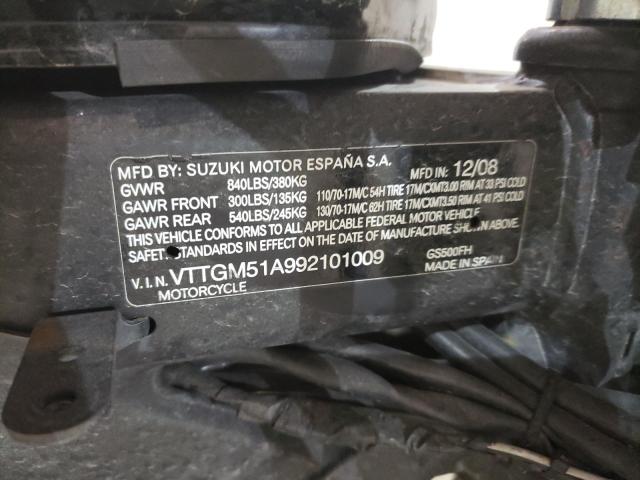 MFD BY: SUZUKI MOTOR ESPAÑA S.A. MFD IN: 12/08
GVWR 840LBS/380KG
GAWR FRONT 300LBS/135KG 110/70-17M/C 54H TIRE 17M/CXMT3.00 RIM AT 33 PSI COLD
GAWR REAR 540LBS/245KG 130/70-17M/C 62H TIRE 17M/CXMT3.50 RIM AT 41 PSI COLD
THIS VEHICLE CONFORMS TO ALL APPLICABLE FEDERAL MOTOR VEHICLE
SAFETY STANDARDS IN EFFECT ON THE DATE OF MANUFACTURE SHOWN ABOVE.
V.I.N. VTTGM51A992101009 GS500FH
MOTORCYCLE MADE IN SPAIN